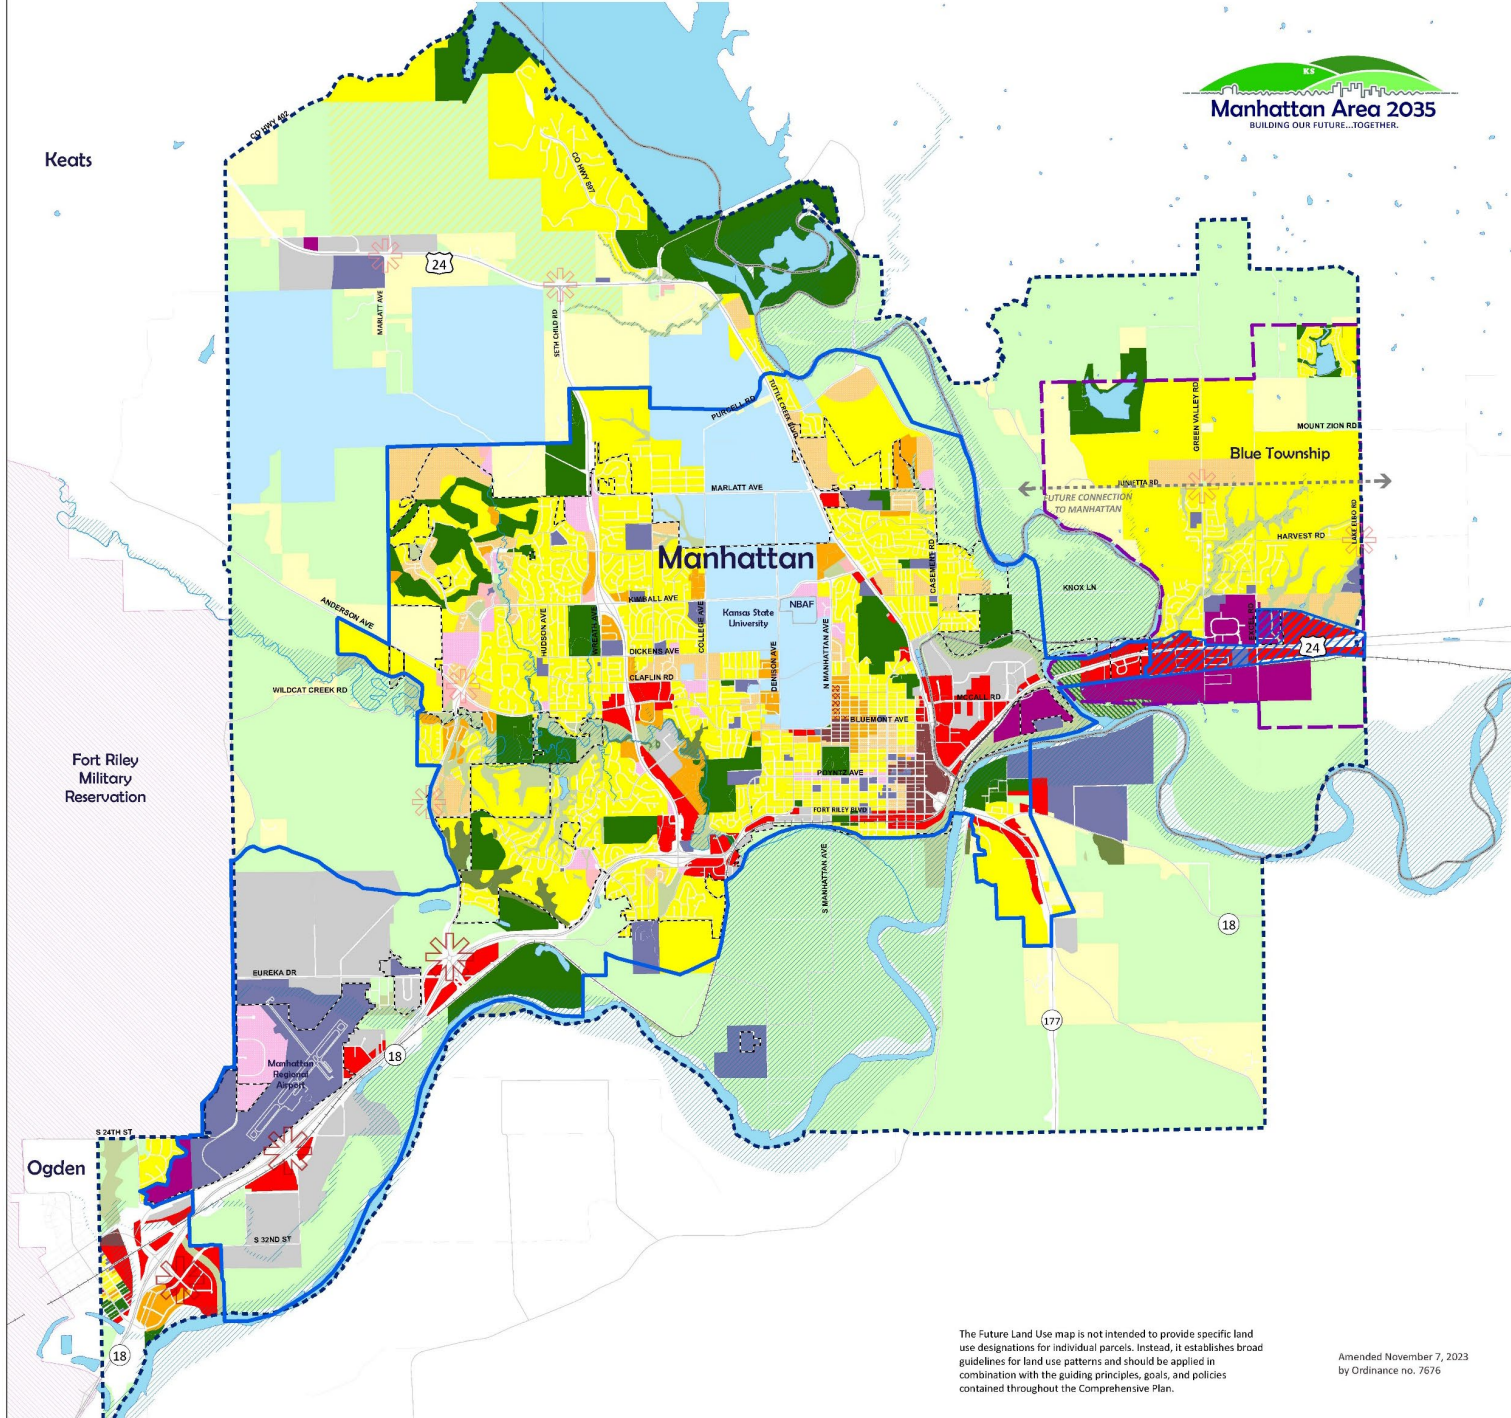 KS
Manhattan Area 2035
BUILDING OUR FUTURE...TOGETHER.
Keats
CO HWY 402
CO HWY 897
24
MARLATT AVE
SETH CHILD RD
PURCELL RD
TUTTLE CREEK BLVD
GREEN VALLEY RD
MOUNT ZION RD
Blue Township
JUNIETTA RD
FUTURE CONNECTION
TO MANHATTAN
LAKE ELBO RD
HARVEST RD
MARLATT AVE
Manhattan
CASEMENT RD
KNOX LN
ANDERSON AVE
KIMBALL AVE
NBAF
Kansas State
University
HUDSON AVE
WREATH AVE
COLLEGE AVE
DICKENS AVE
DENISON AVE
N MANHATTAN AVE
24
CLAFLIN RD
WILDCAT CREEK RD
MCCALL RD
BLUEMONT AVE
POYNTZ AVE
FORT RILEY BLVD
Fort Riley
Military
Reservation
S MANHATTAN AVE
18
EUREKA DR
177
18
Manhattan
Regional
Airport
S 24TH ST
Ogden
S 32ND ST
18
The Future Land Use map is not intended to provide specific land
use designations for individual parcels. Instead, it establishes broad
guidelines for land use patterns and should be applied in
combination with the guiding principles, goals, and policies
contained throughout the Comprehensive Plan.
Amended November 7, 2023
by Ordinance no. 7676